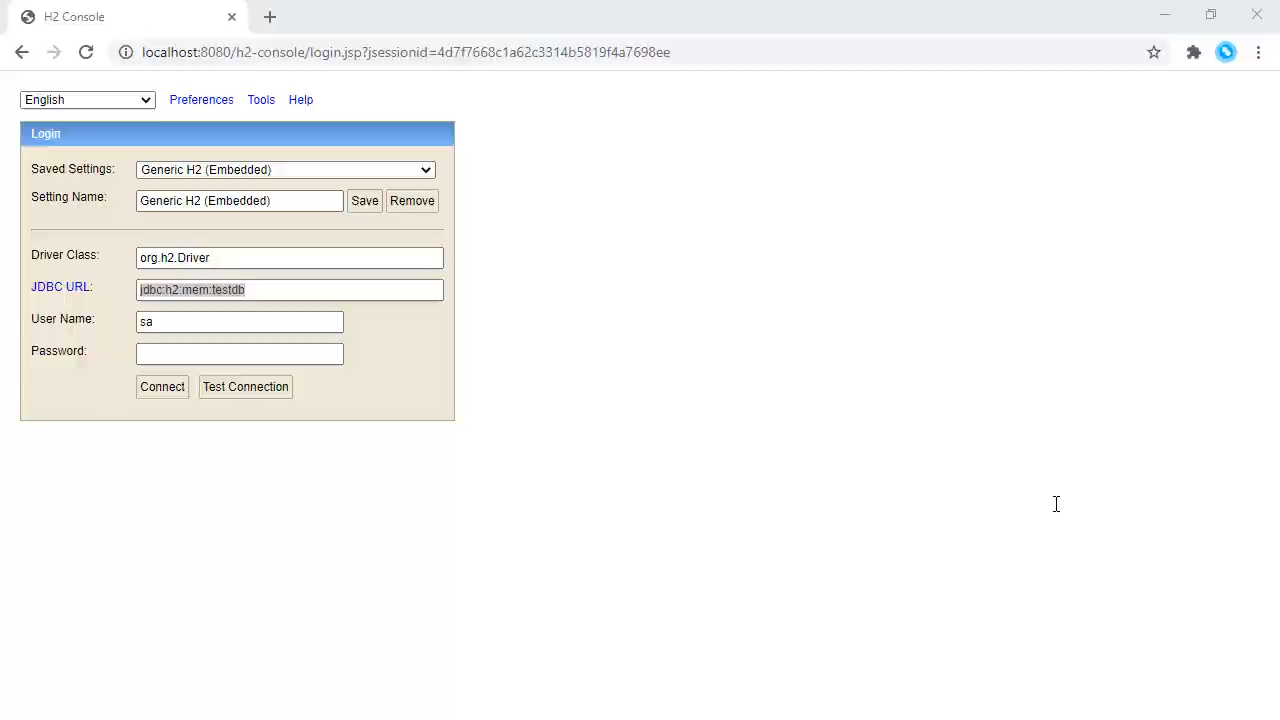 H2 Console
localhost:8080/h2-console/login.jsp?jsessionid=4d7f7668c1a62c3314b5819f4a7698ee
English Preferences Tools Help
Login
Saved Settings: Generic H2 (Embedded)
Setting Name: Generic H2 (Embedded) Save Remove
Driver Class: org.h2.Driver
JDBC URL: jdbc:h2:mem:testdb
User Name: sa
Password:
Connect Test Connection